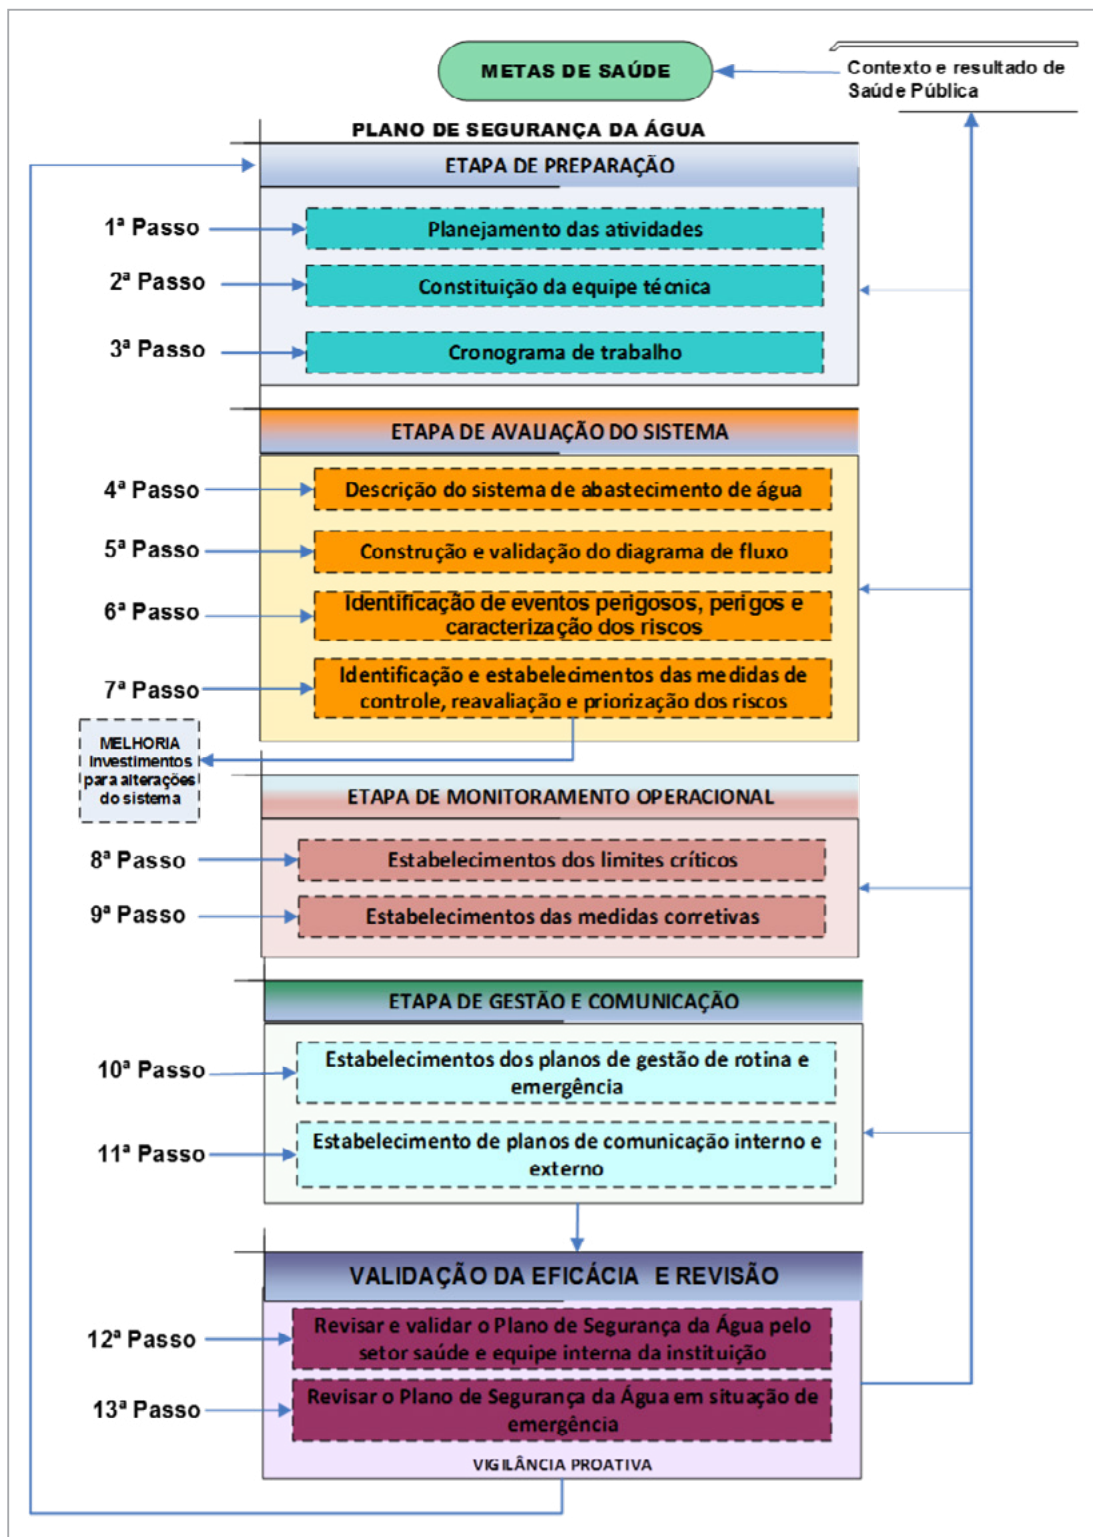 METAS DE SAÚDE
Contexto e resultado de
Saúde Pública
PLANO DE SEGURANÇA DA ÁGUA
ETAPA DE PREPARAÇÃO
1ª Passo
Planejamento das atividades
2ª Passo
Constituição da equipe técnica
3ª Passo
Cronograma de trabalho
ETAPA DE AVALIAÇÃO DO SISTEMA
4ª Passo
Descrição do sistema de abastecimento de água
5ª Passo
Construção e validação do diagrama de fluxo
6ª Passo
Identificação de eventos perigosos, perigos e
caracterização dos riscos
7ª Passo
Identificação e estabelecimentos das medidas de
controle, reavaliação e priorização dos riscos
MELHORIA
Investimentos
para alterações
do sistema
ETAPA DE MONITORAMENTO OPERACIONAL
8ª Passo
Estabelecimentos dos limites críticos
9ª Passo
Estabelecimentos das medidas corretivas
ETAPA DE GESTÃO E COMUNICAÇÃO
10ª Passo
Estabelecimentos dos planos de gestão de rotina e
emergência
11ª Passo
Estabelecimento de planos de comunicação interno e
externo
VALIDAÇÃO DA EFICÁCIA E REVISÃO
12ª Passo
Revisar e validar o Plano de Segurança da Água pelo
setor saúde e equipe interna da instituição
13ª Passo
Revisar o Plano de Segurança da Água em situação de
emergência
VIGILÂNCIA PROATIVA